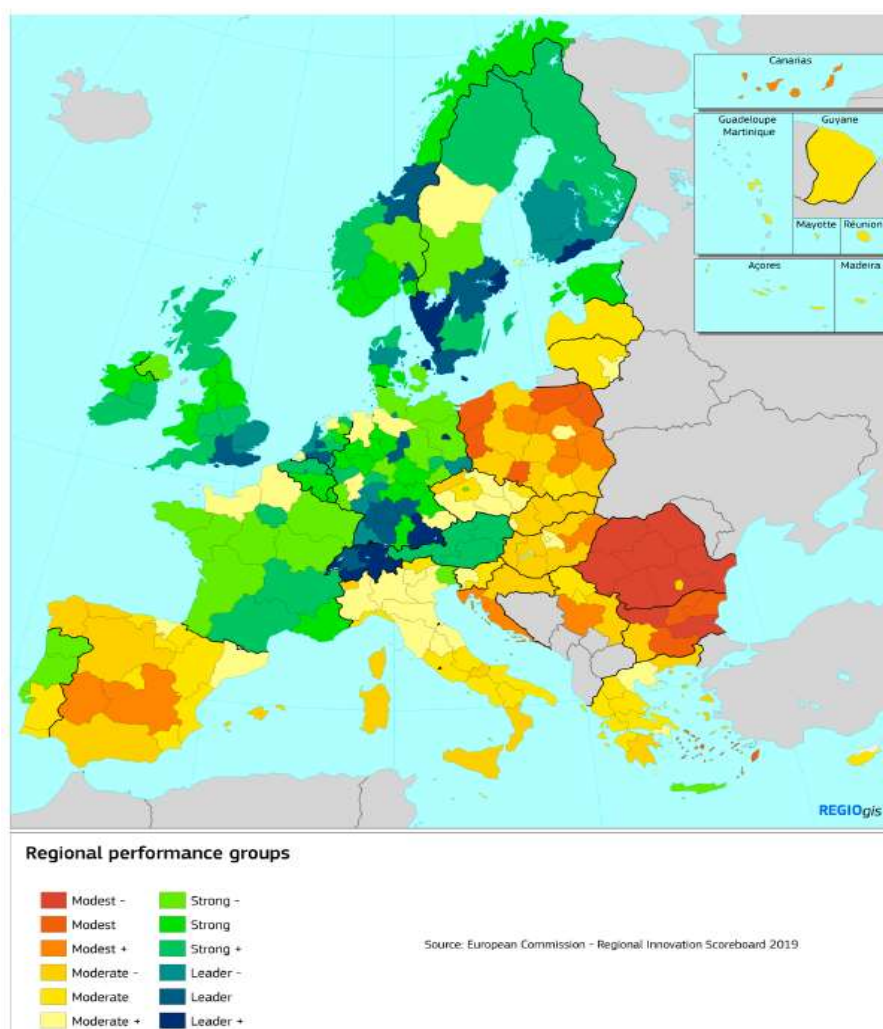 Canarias
Guadeloupe
Martinique
Guyane
Mayotte
Réunion
Açores
Madeira
REGIOgis
Regional performance groups
Modest -
Modest
Modest +
Moderate -
Moderate
Moderate +
Strong -
Strong
Strong +
Leader -
Leader
Leader +
Source: European Commission - Regional Innovation Scoreboard 2019